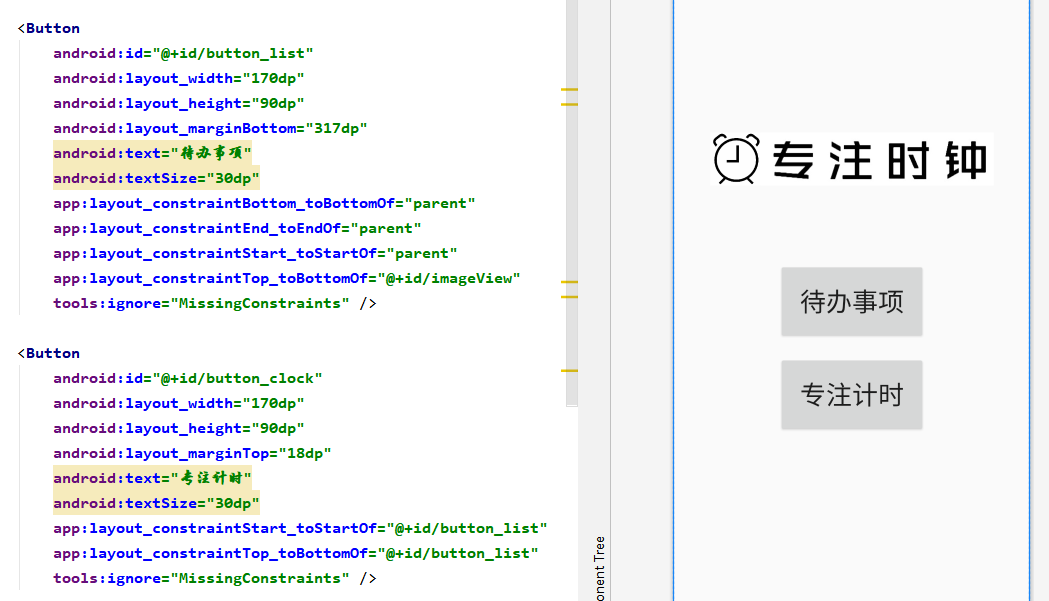 <Button
android:id="@+id/button_list"
android:layout_width="170dp"
android:layout_height="90dp"
android:layout_marginBottom="317dp"
android:text="待办事项"
android:textSize="30dp"
app:layout_constraintBottom_toBottomOf="parent"
app:layout_constraintEnd_toEndOf="parent"
app:layout_constraintStart_toStartOf="parent"
app:layout_constraintTop_toBottomOf="@+id/imageView"
tools:ignore="MissingConstraints" />
<Button
android:id="@+id/button_clock"
android:layout_width="170dp"
android:layout_height="90dp"
android:layout_marginTop="18dp"
android:text="专注计时"
android:textSize="30dp"
app:layout_constraintStart_toStartOf="@+id/button_list"
app:layout_constraintTop_toBottomOf="@+id/button_list"
tools:ignore="MissingConstraints" />
onent Tree
专注时钟
待办事项
专注计时